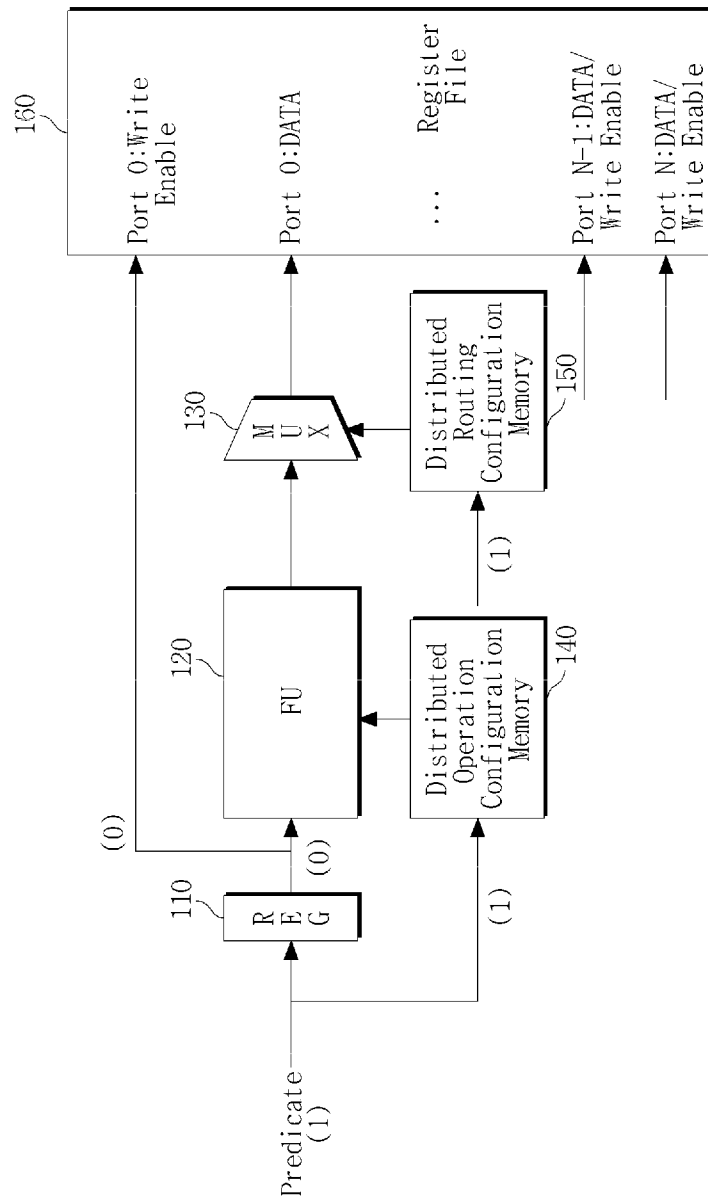 160
Port 0:Write
Enable
Port 0:DATA
...
Register
File
Port N-1:DATA/
Write Enable
Port N:DATA/
Write Enable
130
M
U
X
Distributed
Routing
Configuration
Memory
150
(1)
120
FU
Distributed
Operation
Configuration
Memory
140
(0)
(0)
110
R
E
G
(1)
Predicate
(1)